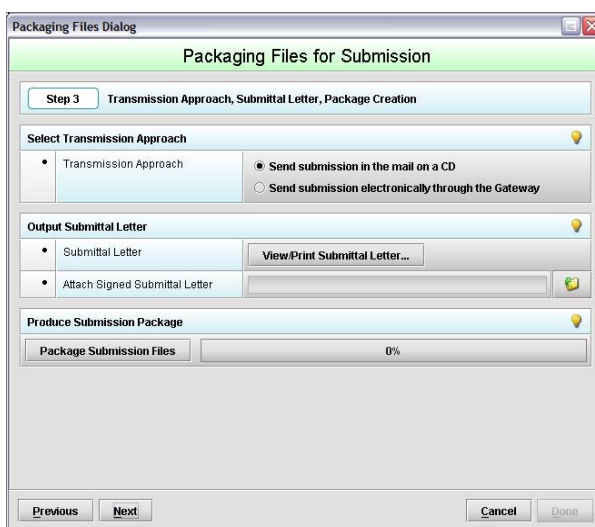 Packaging Files Dialog
Packaging Files for Submission
Step 3 Transmission Approach, Submittal Letter, Package Creation
Select Transmission Approach
• Transmission Approach
Send submission in the mail on a CD
Send submission electronically through the Gateway
Output Submittal Letter
• Submittal Letter View/Print Submittal Letter...
• Attach Signed Submittal Letter
Produce Submission Package
Package Submission Files 0%
Previous Next Cancel Done